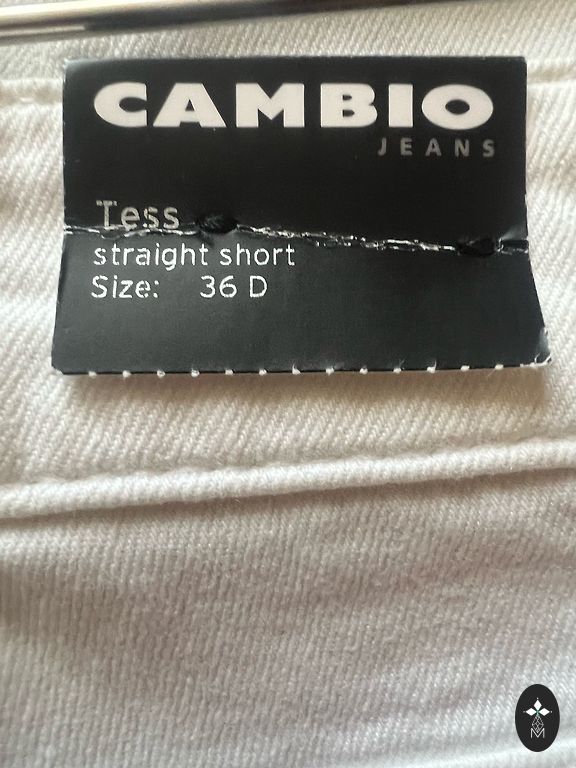 CAMBIO
JEANS
Tess
straight short
Size: 36 D
M